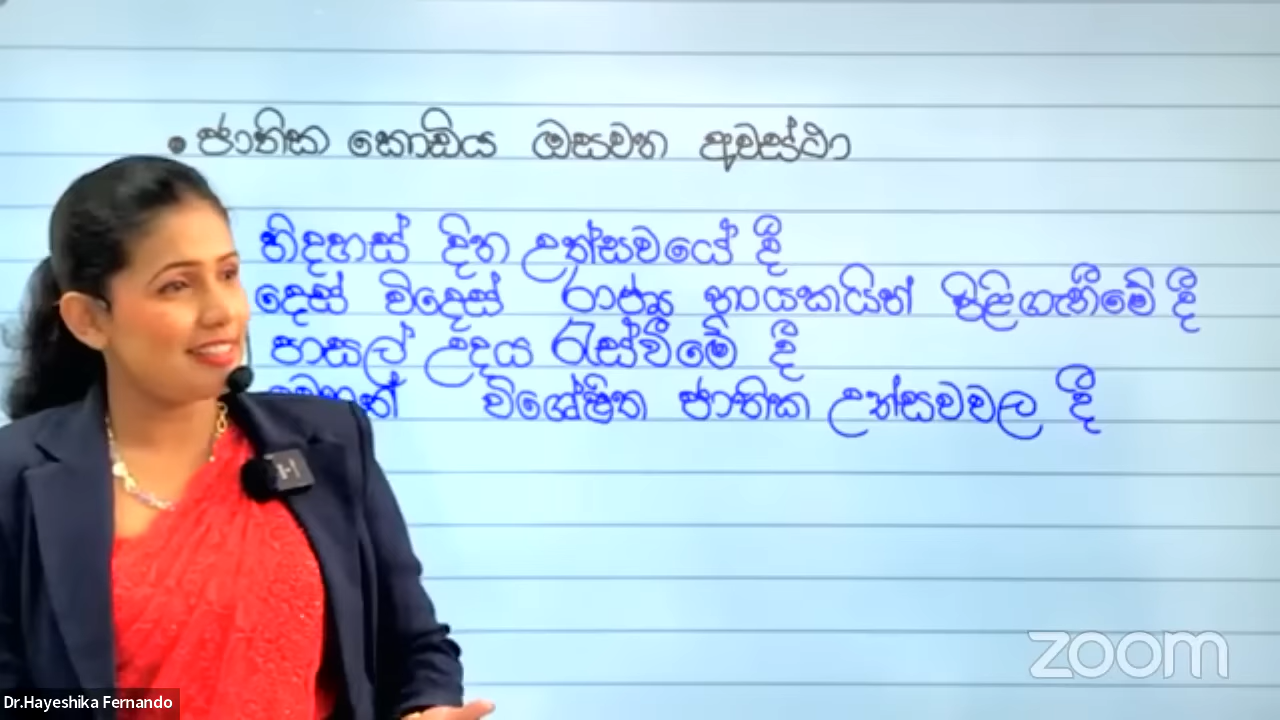 • ජාතික කොඩිය ඔසවන අවස්ථා
නිදහස් දින උත්සවයේ දී
දෙස් විදෙස් රාජ්‍ය නායකයින් පිළිගැනීමේ දී
පාසල් උදය රැස්වීමේ දී
විශේෂිත ජාතික උත්සවවල දී
zoom
Dr.Hayeshika Fernando